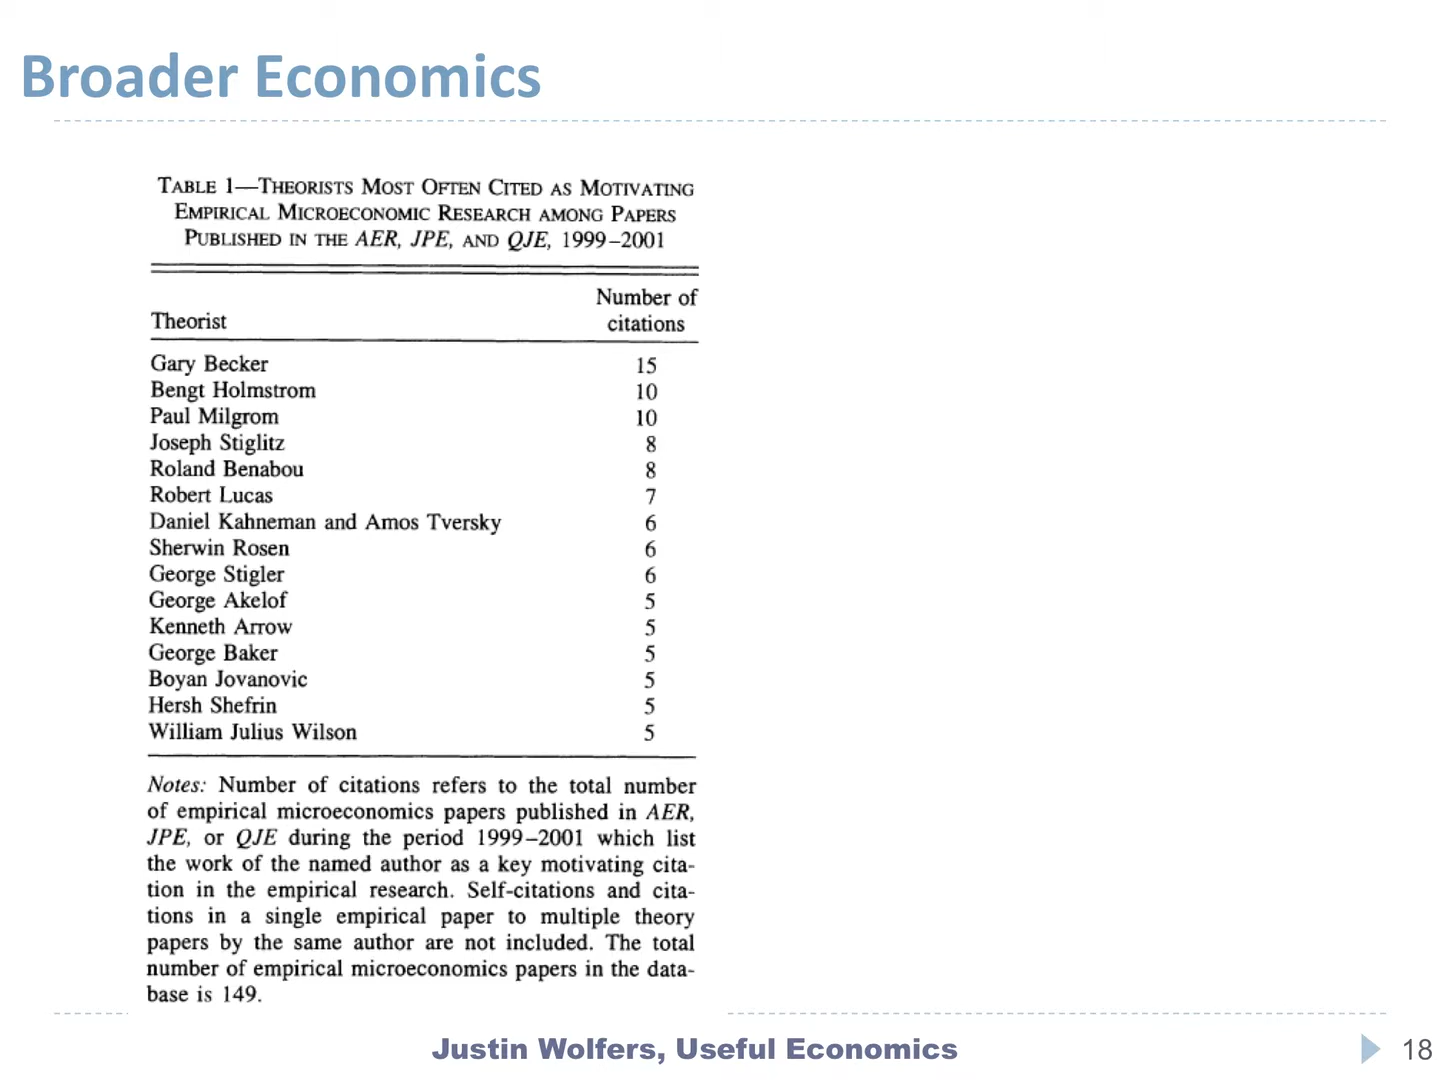 Broader Economics
TABLE 1—THEORISTS MOST OFTEN CITED AS MOTIVATING
EMPIRICAL MICROECONOMIC RESEARCH AMONG PAPERS
PUBLISHED IN THE AER, JPE, AND QJE, 1999–2001
Number of
Theorist citations
Gary Becker 15
Bengt Holmstrom 10
Paul Milgrom 10
Joseph Stiglitz 8
Roland Benabou 8
Robert Lucas 7
Daniel Kahneman and Amos Tversky 6
Sherwin Rosen 6
George Stigler 6
George Akelof 5
Kenneth Arrow 5
George Baker 5
Boyan Jovanovic 5
Hersh Shefrin 5
William Julius Wilson 5
Notes: Number of citations refers to the total number
of empirical microeconomics papers published in AER,
JPE, or QJE during the period 1999–2001 which list
the work of the named author as a key motivating cita-
tion in the empirical research. Self-citations and cita-
tions in a single empirical paper to multiple theory
papers by the same author are not included. The total
number of empirical microeconomics papers in the data-
base is 149.
Justin Wolfers, Useful Economics
18